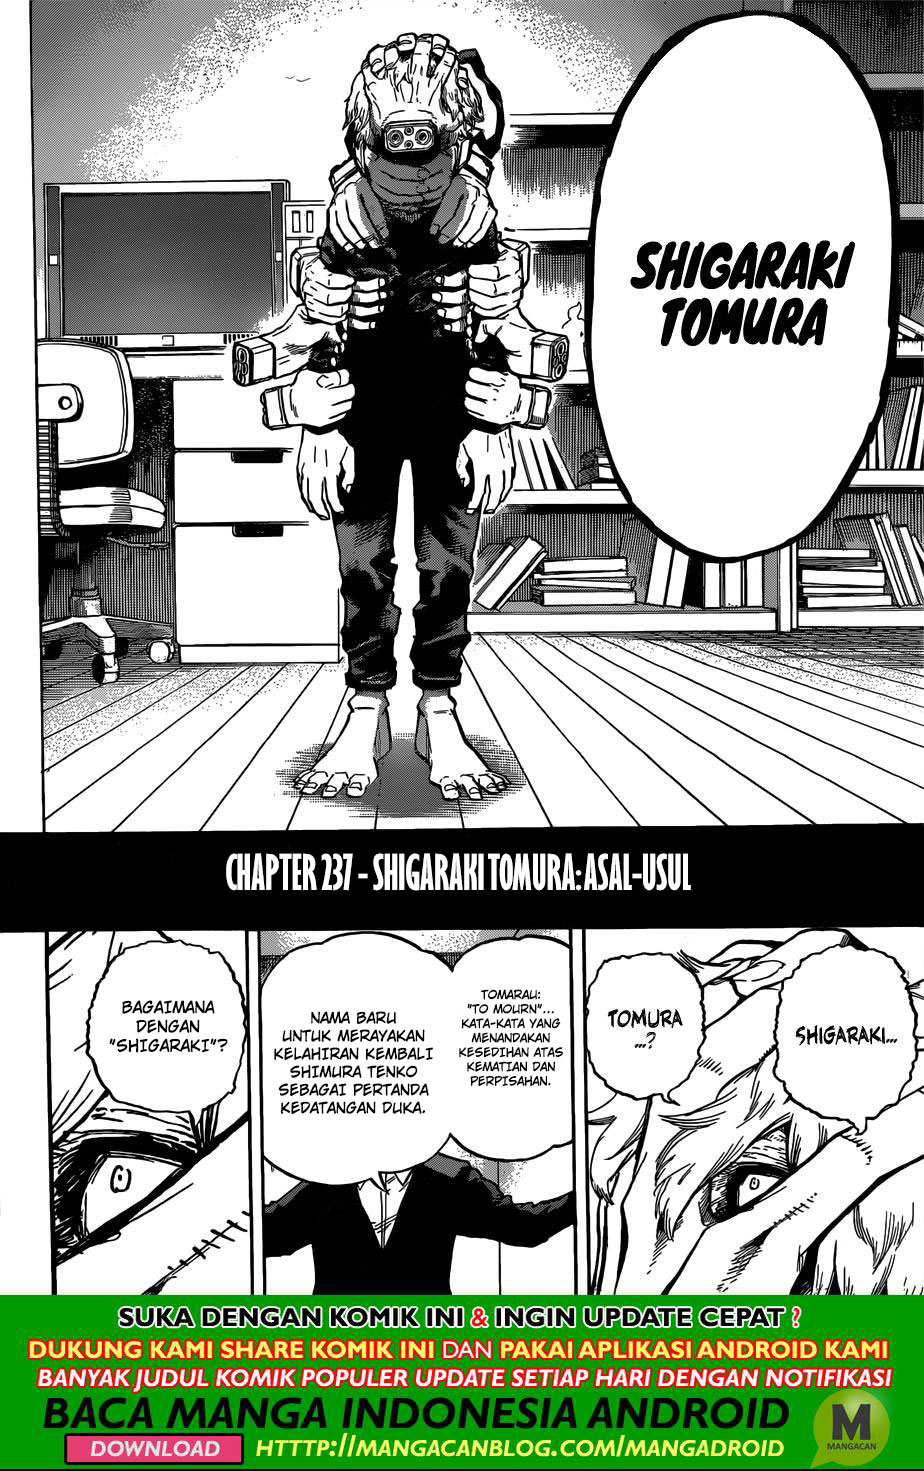 SHIGARAKI
TOMURA
CHAPTER 237 - SHIGARAKI TOMURA: ASAL-USUL
SHIGARAKI...
TOMURA
...?
TOMARAU:
"TO MOURN"...
KATA-KATA YANG
MENANDAKAN
KESEDIHAN ATAS
KEMATIAN DAN
PERPISAHAN.
NAMA BARU
UNTUK MERAYAKAN
KELAHIRAN KEMBALI
SHIMURA TENKO
SEBAGAI PERTANDA
KEDATANGAN DUKA.
BAGAIMANA
DENGAN
"SHIGARAKI"?
SUKA DENGAN KOMIK INI & INGIN UPDATE CEPAT ?
DUKUNG KAMI SHARE KOMIK INI DAN PAKAI APLIKASI ANDROID KAMI
BANYAK JUDUL KOMIK POPULER UPDATE SETIAP HARI DENGAN NOTIFIKASI
BACA MANGA INDONESIA ANDROID
M
MANGACAN
DOWNLOAD
HTTTP://MANGACANBLOG.COM/MANGADROID